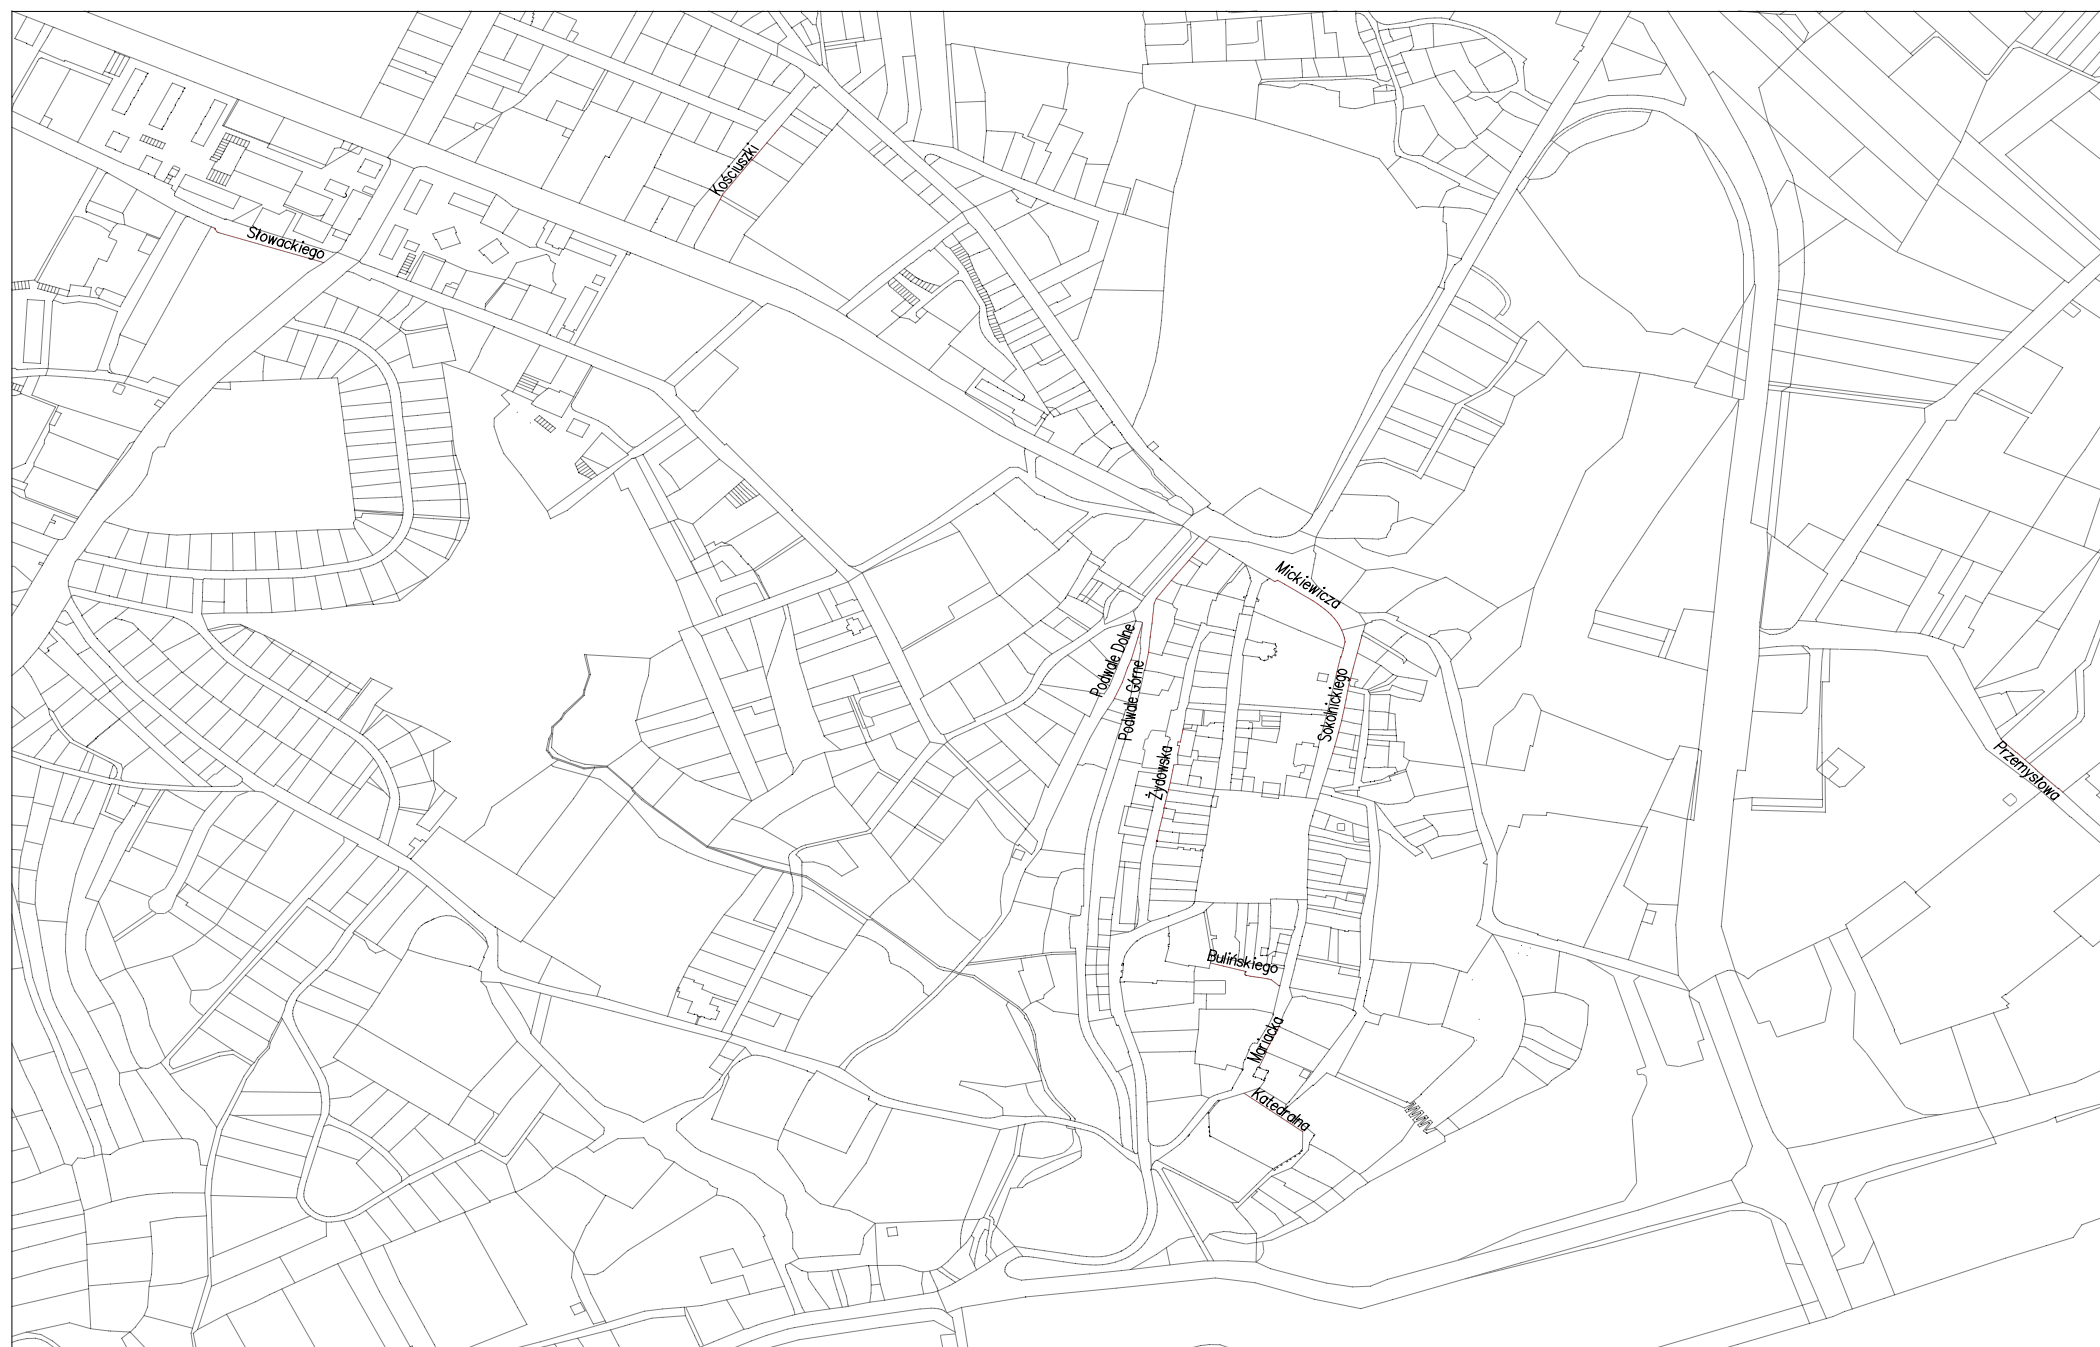 Kościuszki
Słowackiego
Mickiewicza
Podwale Dolne
Podwale Górne
Sokolnickiego
Żydowska
Przemysłowa
Bulińskiego
Mariacka
Katedralna